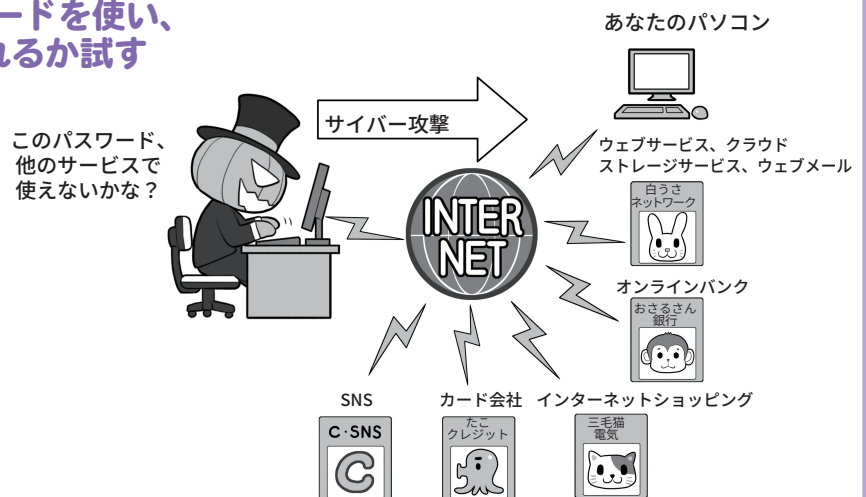 ードを使い、
れるか試す
あなたのパソコン
サイバー攻撃
このパスワード、
他のサービスで
使えないかな？
ウェブサービス、クラウド
ストレージサービス、ウェブメール
INTER
NET
白うさ
ネットワーク
オンラインバンク
おさるさん
銀行
SNS
カード会社
インターネットショッピング
C·SNS
C
たこ
クレジット
三毛猫
電気